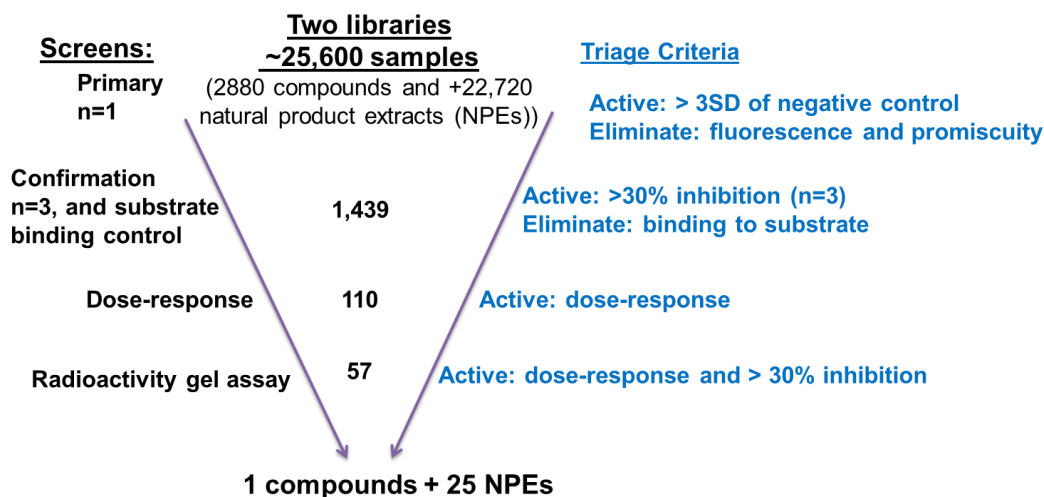 Screens:
Primary
n=1
Two libraries
~25,600 samples
(2880 compounds and +22,720
natural product extracts (NPEs))
Triage Criteria
Active: > 3SD of negative control
Eliminate: fluorescence and promiscuity
Confirmation
n=3, and substrate
binding control
1,439
Active: >30% inhibition (n=3)
Eliminate: binding to substrate
Dose-response
110
Active: dose-response
Radioactivity gel assay
57
Active: dose-response and > 30% inhibition
1 compounds + 25 NPEs